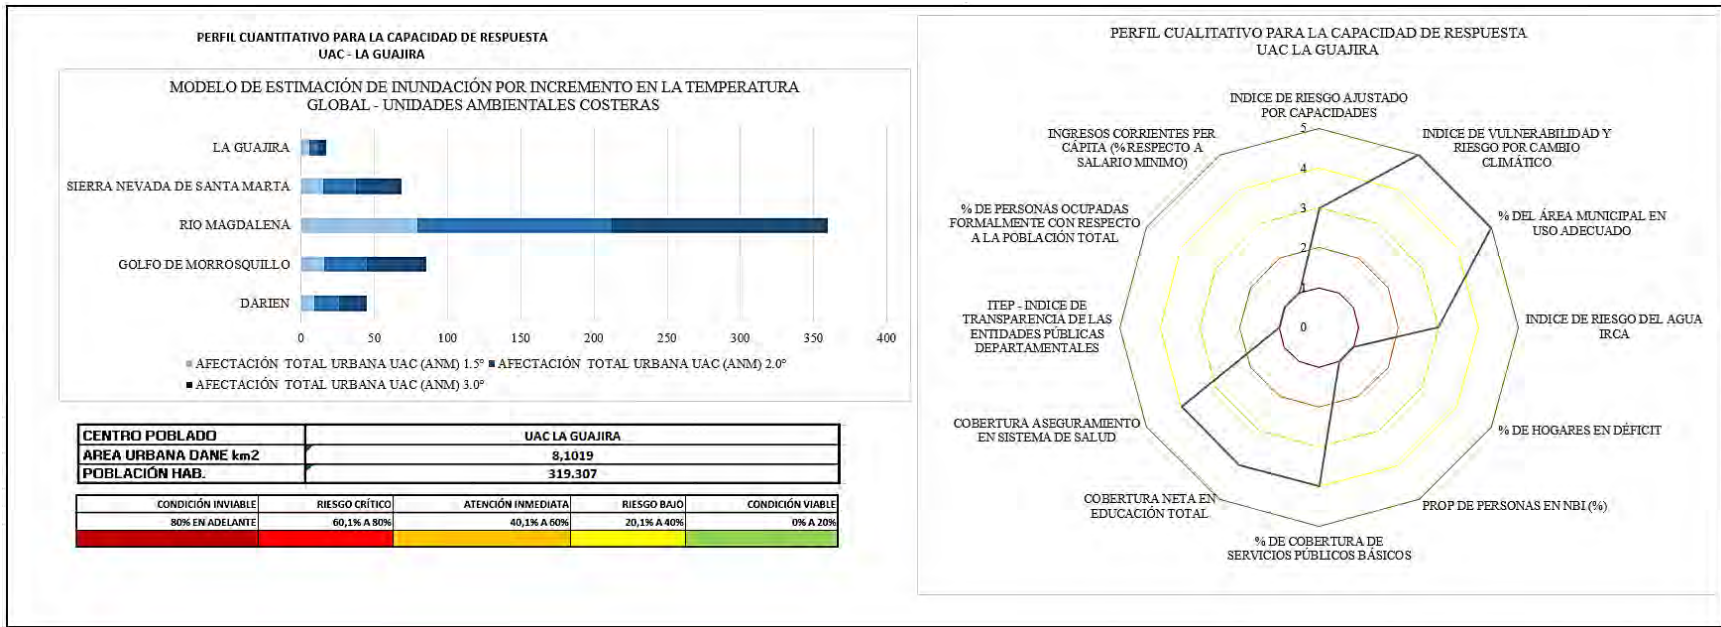 PERFIL CUANTITATIVO PARA LA CAPACIDAD DE RESPUESTA
UAC - LA GUAJIRA
MODELO DE ESTIMACIÓN DE INUNDACIÓN POR INCREMENTO EN LA TEMPERATURA
GLOBAL - UNIDADES AMBIENTALES COSTERAS
LA GUAJIRA
SIERRA NEVADA DE SANTA MARTA
RIO MAGDALENA
GOLFO DE MORROSQUILLO
DARIEN
0 50 100 150 200 250 300 350 400
AFECTACIÓN TOTAL URBANA UAC (ANM) 1.5° AFECTACIÓN TOTAL URBANA UAC (ANM) 2.0°
AFECTACIÓN TOTAL URBANA UAC (ANM) 3.0°
CENTRO POBLADO UAC LA GUAJIRA
AREA URBANA DANE km2 8,1019
POBLACIÓN HAB. 319.307
CONDICIÓN INVIABLE RIESGO CRÍTICO ATENCIÓN INMEDIATA RIESGO BAJO CONDICIÓN VIABLE
80% EN ADELANTE 60,1% A 80% 40,1% A 60% 20,1% A 40% 0% A 20%
PERFIL CUALITATIVO PARA LA CAPACIDAD DE RESPUESTA
UAC LA GUAJIRA
INDICE DE RIESGO AJUSTADO
POR CAPACIDADES
INDICE DE VULNERABILIDAD Y
RIESGO POR CAMBIO
CLIMÁTICO
% DEL ÁREA MUNICIPAL EN
USO ADECUADO
INDICE DE RIESGO DEL AGUA
IRCA
% DE HOGARES EN DÉFICIT
PROP DE PERSONAS EN NBI (%)
% DE COBERTURA DE
SERVICIOS PÚBLICOS BÁSICOS
COBERTURA NETA EN
EDUCACIÓN TOTAL
COBERTURA ASEGURAMIENTO
EN SISTEMA DE SALUD
ITEP - INDICE DE
TRANSPARENCIA DE LAS
ENTIDADES PÚBLICAS
DEPARTAMENTALES
% DE PERSONAS OCUPADAS
FORMALMENTE CON RESPECTO
A LA POBLACIÓN TOTAL
INGRESOS CORRIENTES PER
CÁPITA (% RESPECTO A
SALARIO MINIMO)
5
4
3
2
1
0